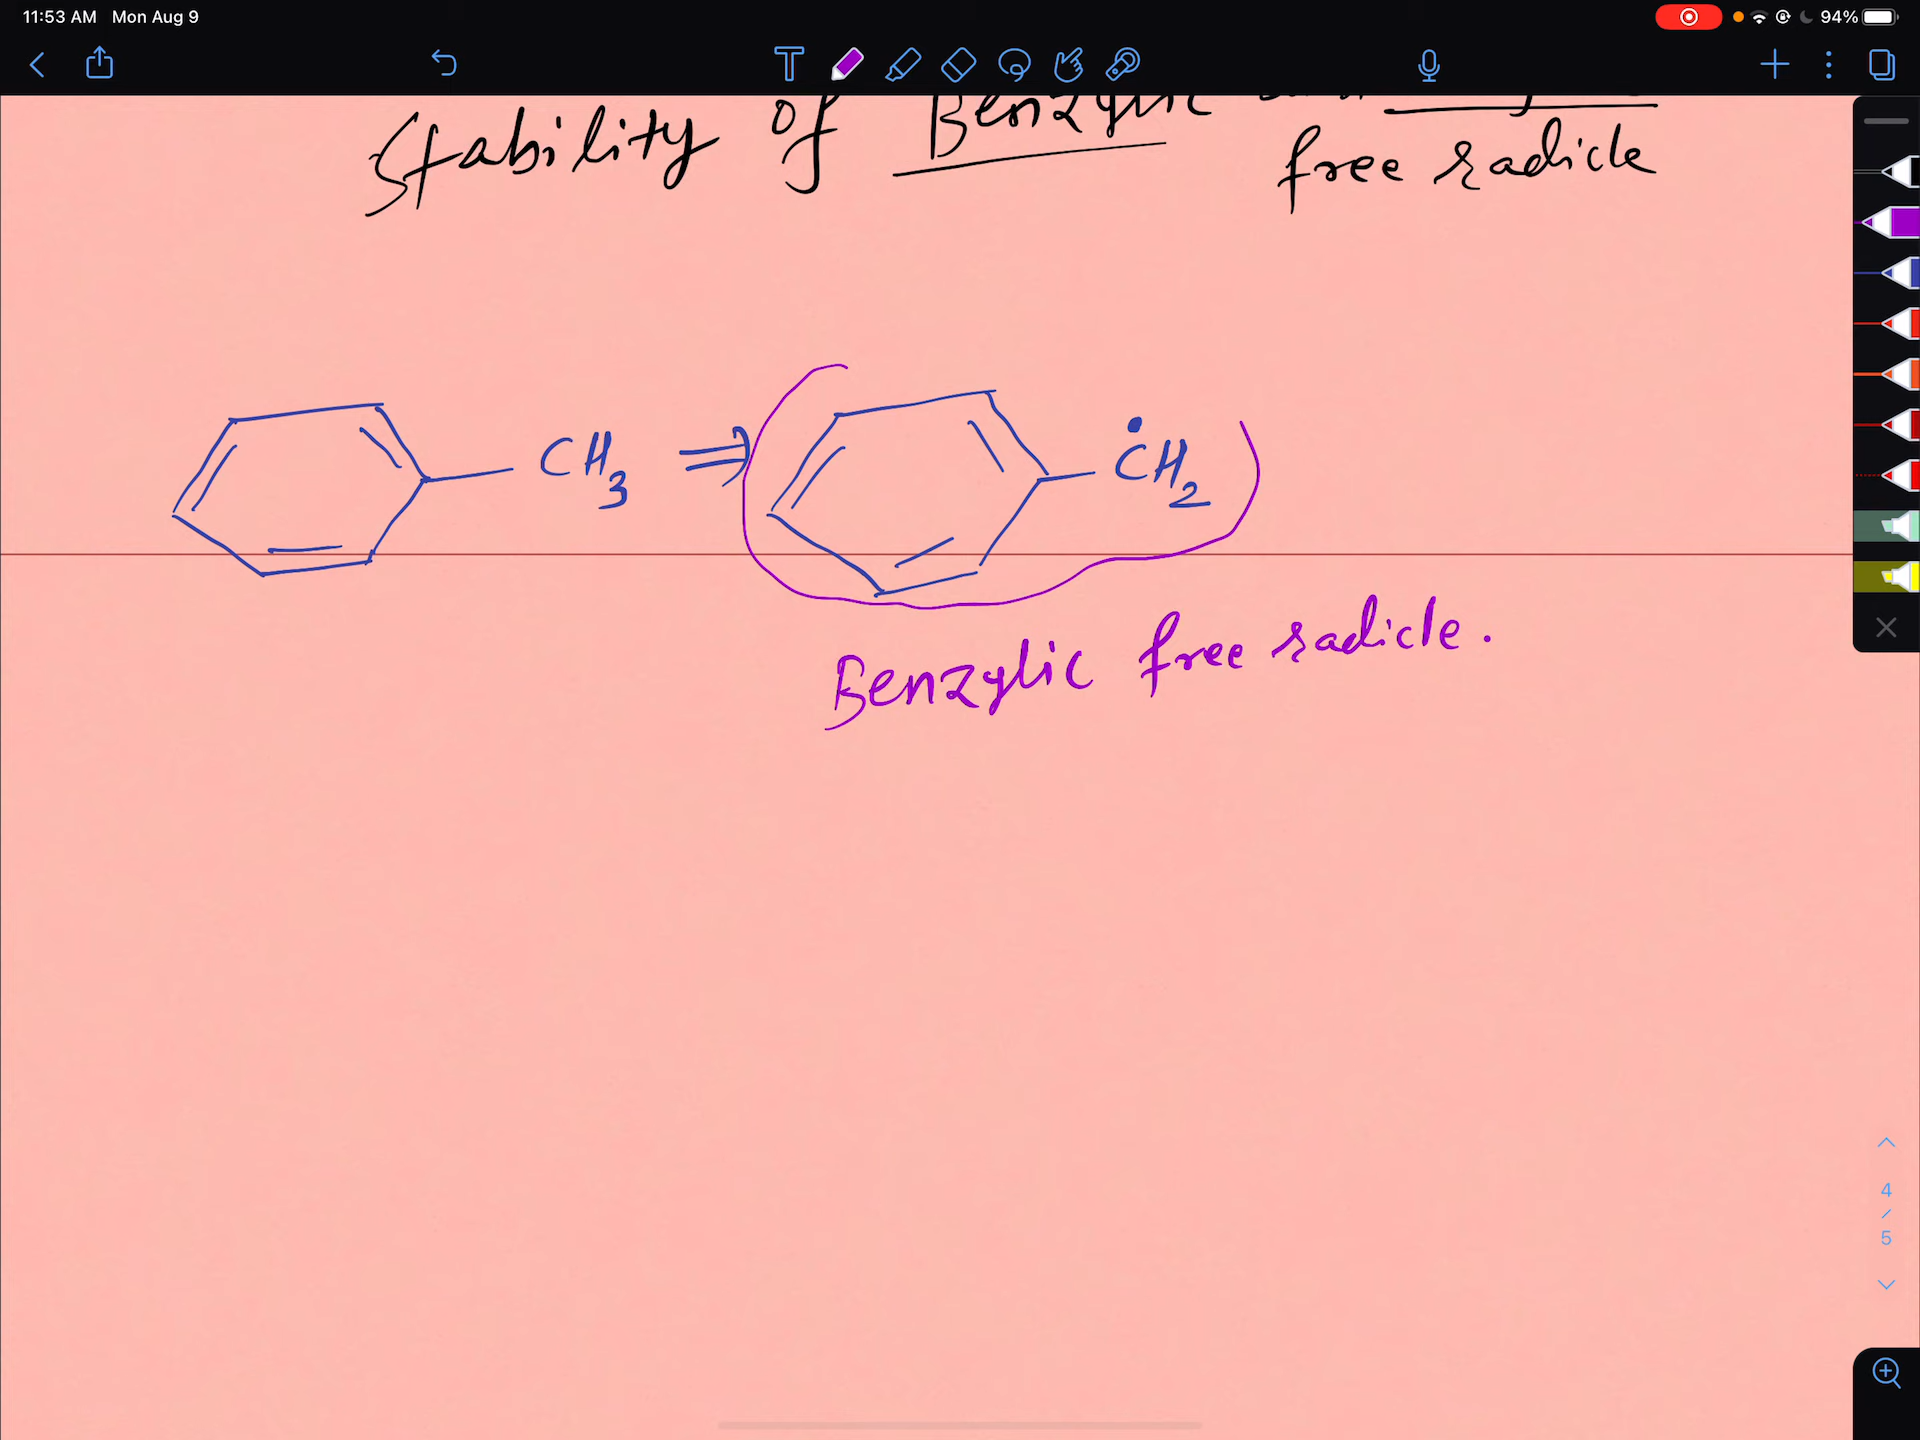 11:53 AM Mon Aug 9
94%
Stability of Benzylic
free radicle
CH3 ⇒ ĊH2
Benzylic free radicle.
4
/
5